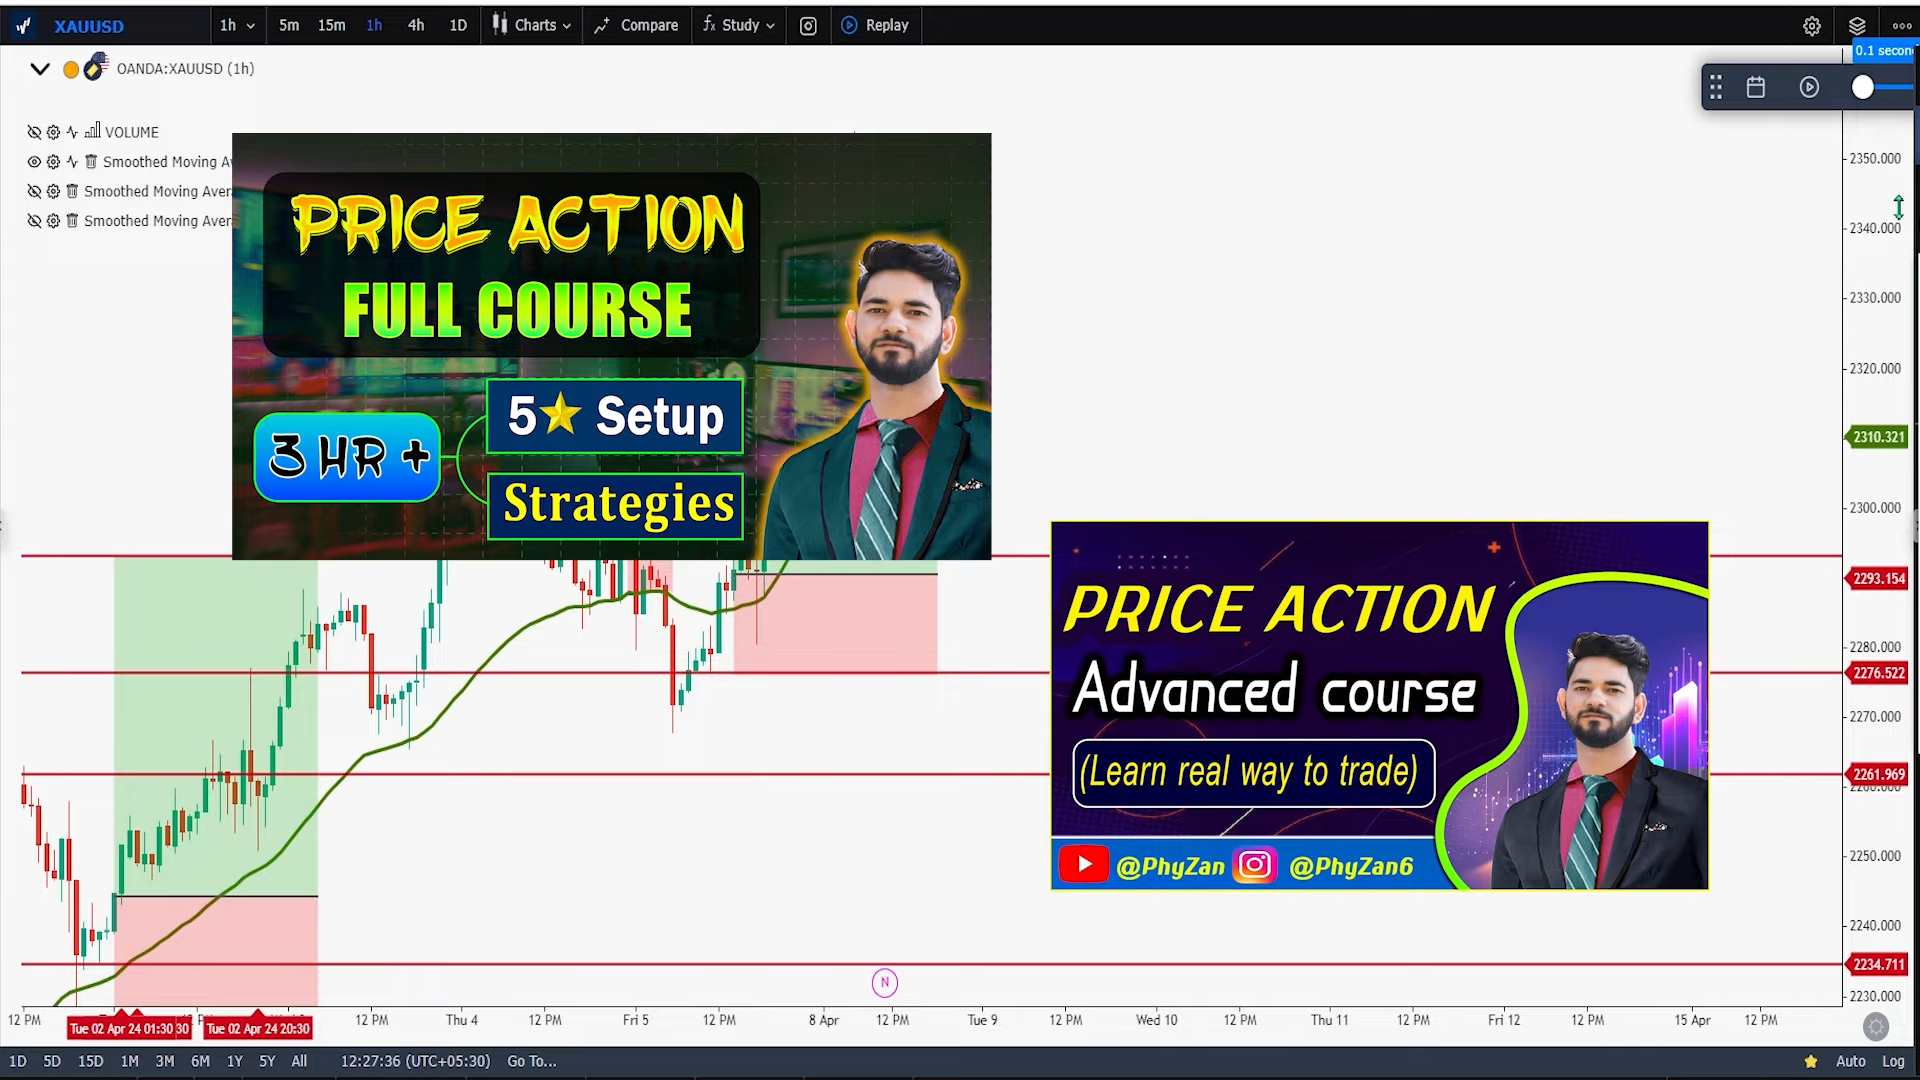 XAUUSD
1h 5m 15m 1h 4h 1D Charts Compare Study Replay
0.1 secon
OANDA:XAUUSD (1h)
VOLUME
Smoothed Moving Av
Smoothed Moving Aver
Smoothed Moving Aver
PRICE ACTION
FULL COURSE
3 HR +
5 Setup
Strategies
PRICE ACTION
Advanced course
(Learn real way to trade)
@PhyZan @PhyZan6
2350.000
2340.000
2330.000
2320.000
2310.321
2300.000
2293.154
2280.000
2276.522
2270.000
2261.969
2260.000
2250.000
2240.000
2234.711
2230.000
N
12 PM Tue 02 Apr 24 01:30 30 Tue 02 Apr 24 20:30 12 PM Thu 4 12 PM Fri 5 12 PM 8 Apr 12 PM Tue 9 12 PM Wed 10 12 PM Thu 11 12 PM Fri 12 12 PM 15 Apr 12 PM
1D 5D 15D 1M 3M 6M 1Y 5Y All 12:27:36 (UTC+05:30) Go To... Auto Log